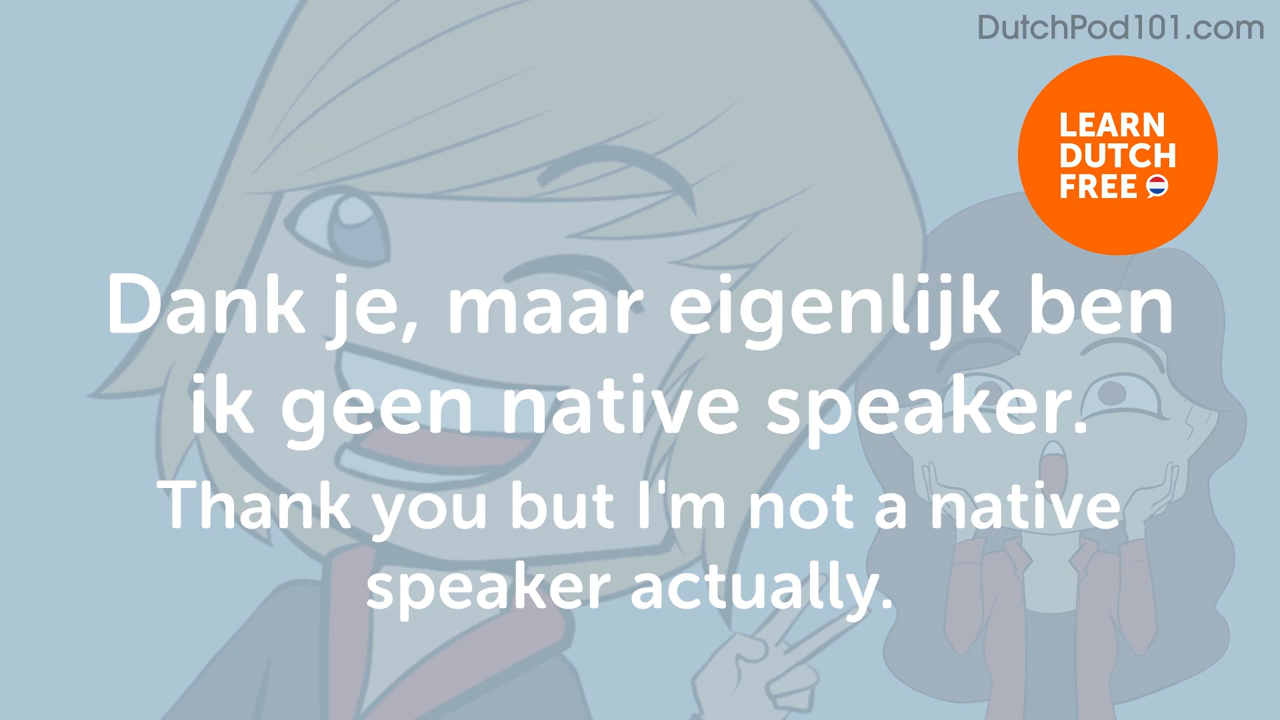 DutchPod101.com
LEARN
DUTCH
FREE
Dank je, maar eigenlijk ben
ik geen native speaker.
Thank you but I'm not a native
speaker actually.